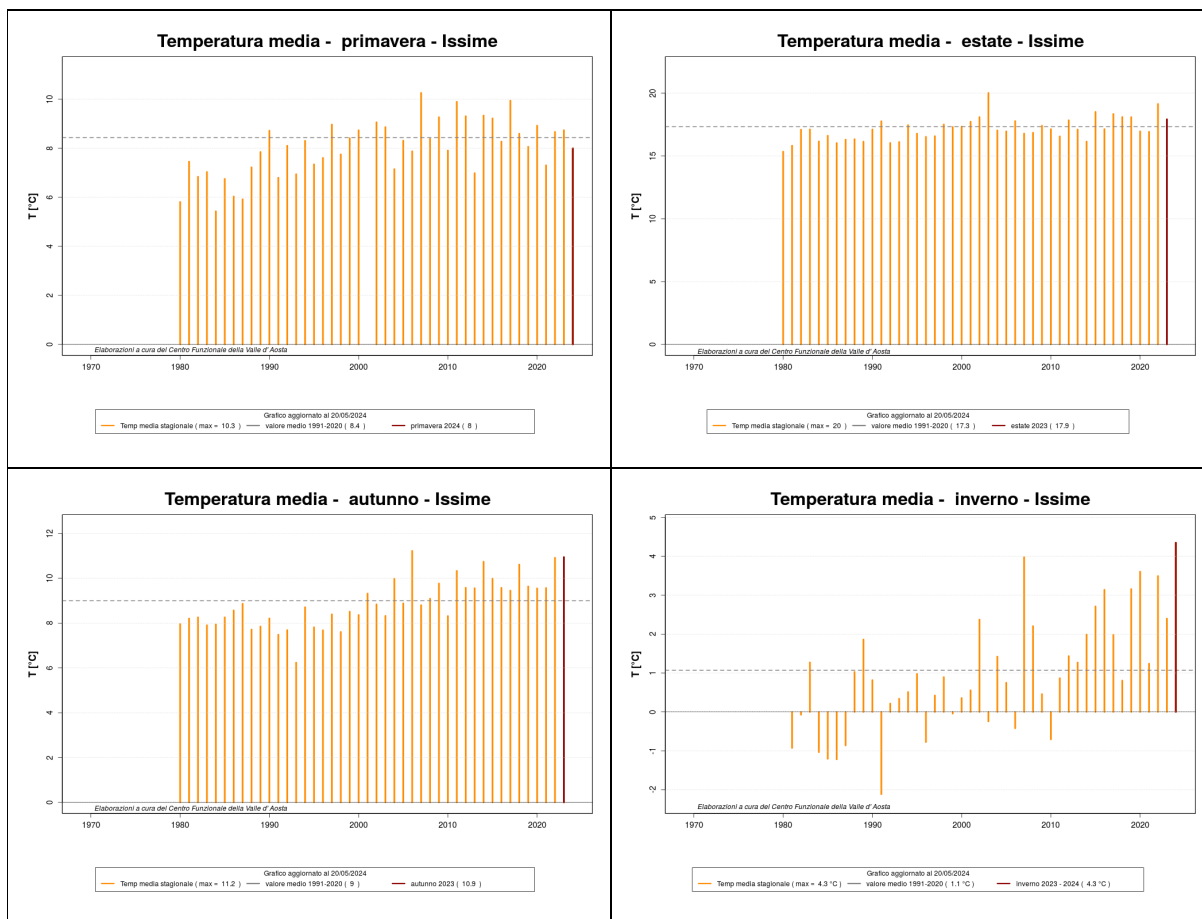 Temperatura media -  primavera - Issime
T [°C]
10
8
6
4
2
0
Elaborazioni a cura del Centro Funzionale della Valle d' Aosta
1970 1980 1990 2000 2010 2020
Grafico aggiornato al 20/05/2024
Temp media stagionale ( max =  10.3  ) valore medio 1991-2020 (  8.4  ) primavera 2024 (  8  )
Temperatura media -  estate - Issime
T [°C]
20
15
10
5
0
Elaborazioni a cura del Centro Funzionale della Valle d' Aosta
1970 1980 1990 2000 2010 2020
Grafico aggiornato al 20/05/2024
Temp media stagionale ( max =  20  ) valore medio 1991-2020 (  17.3  ) estate 2023 (  17.9  )
Temperatura media -  autunno - Issime
T [°C]
12
10
8
6
4
2
0
Elaborazioni a cura del Centro Funzionale della Valle d' Aosta
1970 1980 1990 2000 2010 2020
Grafico aggiornato al 20/05/2024
Temp media stagionale ( max =  11.2  ) valore medio 1991-2020 (  9  ) autunno 2023 (  10.9  )
Temperatura media -  inverno - Issime
T [°C]
5
4
3
2
1
0
-1
-2
Elaborazioni a cura del Centro Funzionale della Valle d' Aosta
1970 1980 1990 2000 2010 2020
Grafico aggiornato al 20/05/2024
Temp media stagionale ( max =  4.3 °C ) valore medio 1991-2020 ( 1.1 °C ) inverno 2023 - 2024 ( 4.3 °C )